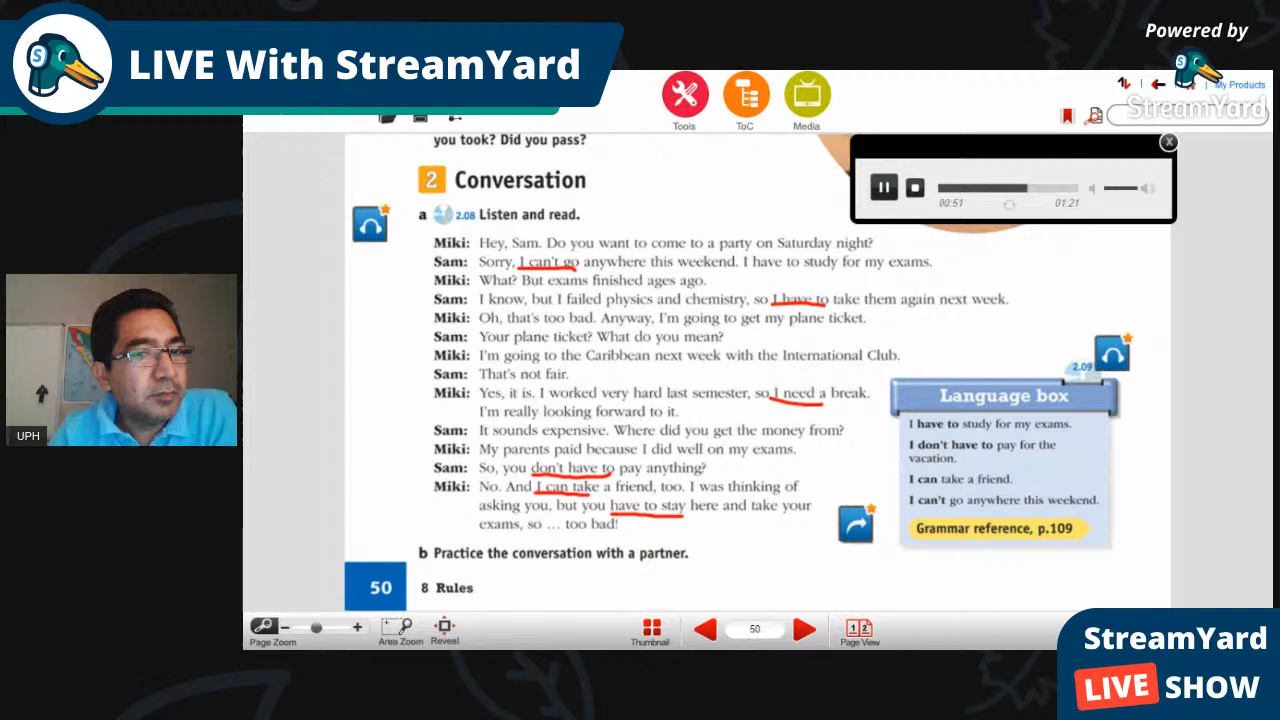 LIVE With StreamYard
Powered by
StreamYard
My Products
Tools
ToC
Media
you took? Did you pass?
2 Conversation
a 2.08 Listen and read.
Miki: Hey, Sam. Do you want to come to a party on Saturday night?
Sam: Sorry, I can't go anywhere this weekend. I have to study for my exams.
Miki: What? But exams finished ages ago.
Sam: I know, but I failed physics and chemistry, so I have to take them again next week.
Miki: Oh, that's too bad. Anyway, I'm going to get my plane ticket.
Sam: Your plane ticket? What do you mean?
Miki: I'm going to the Caribbean next week with the International Club.
Sam: That's not fair.
Miki: Yes, it is. I worked very hard last semester, so I need a break.
I'm really looking forward to it.
Sam: It sounds expensive. Where did you get the money from?
Miki: My parents paid because I did well on my exams.
Sam: So, you don't have to pay anything?
Miki: No. And I can take a friend, too. I was thinking of
asking you, but you have to stay here and take your
exams, so ... too bad!
b Practice the conversation with a partner.
50
8 Rules
X
00:51
01:21
2.09
Language box
I have to study for my exams.
I don't have to pay for the
vacation.
I can take a friend.
I can't go anywhere this weekend.
Grammar reference, p.109
UPH
Page Zoom
Area Zoom
Reveal
Thumbnail
50
1 2
Page View
StreamYard
LIVE SHOW